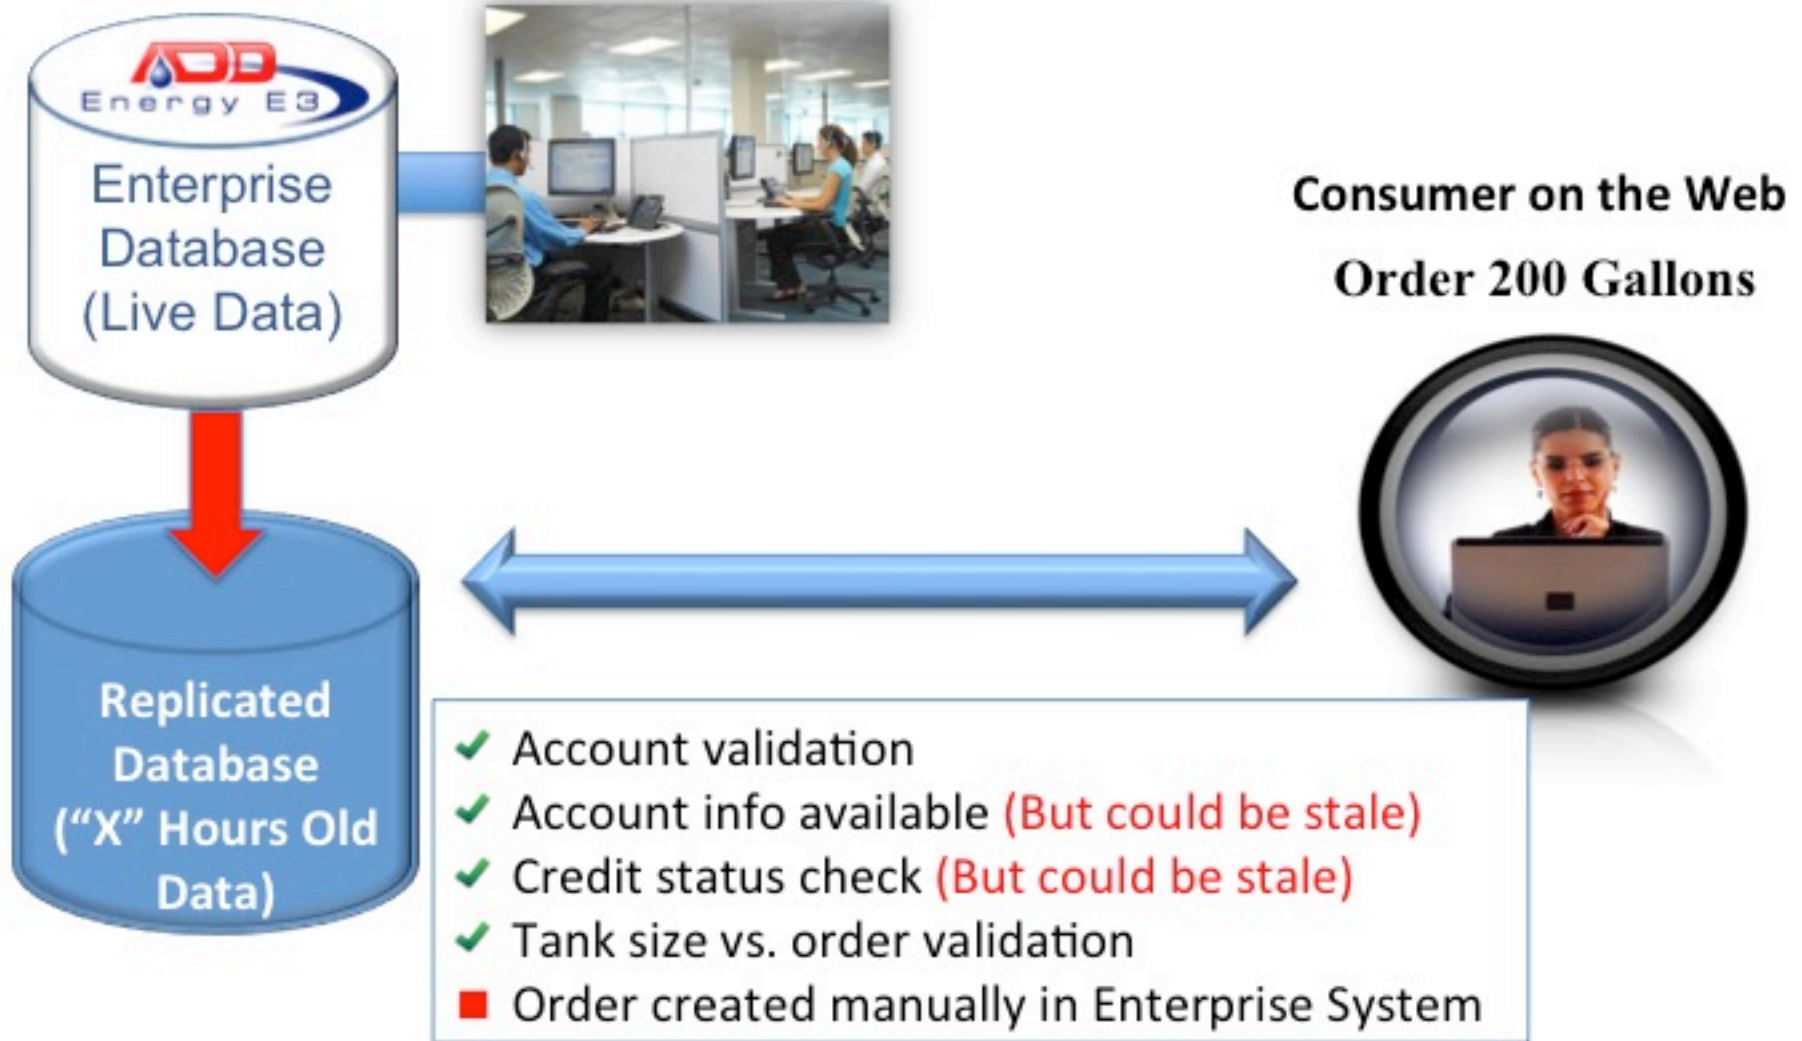 ADD
Energy E3
Enterprise
Database
(Live Data)
Consumer on the Web
Order 200 Gallons
Replicated
Database
(“X” Hours Old
Data)
Account validation
Account info available (But could be stale)
Credit status check (But could be stale)
Tank size vs. order validation
Order created manually in Enterprise System